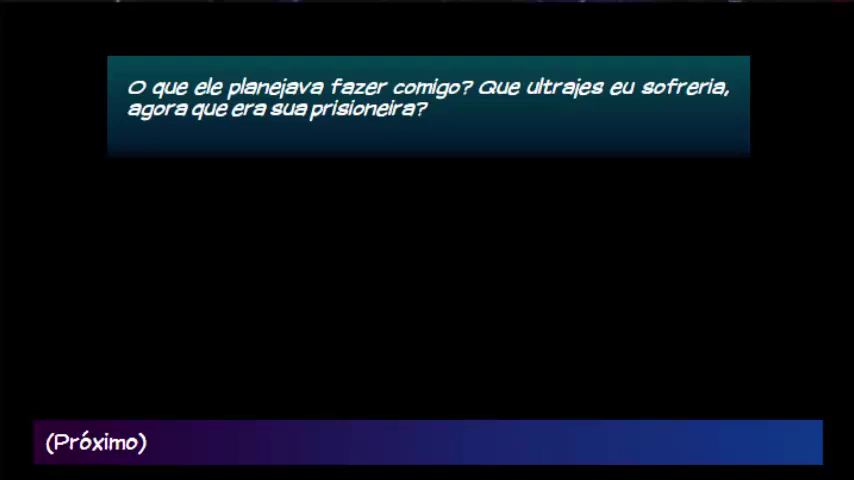 O que ele planejava fazer comigo? Que ultrajes eu sofreria,
agora que era sua prisioneira?
(Próximo)